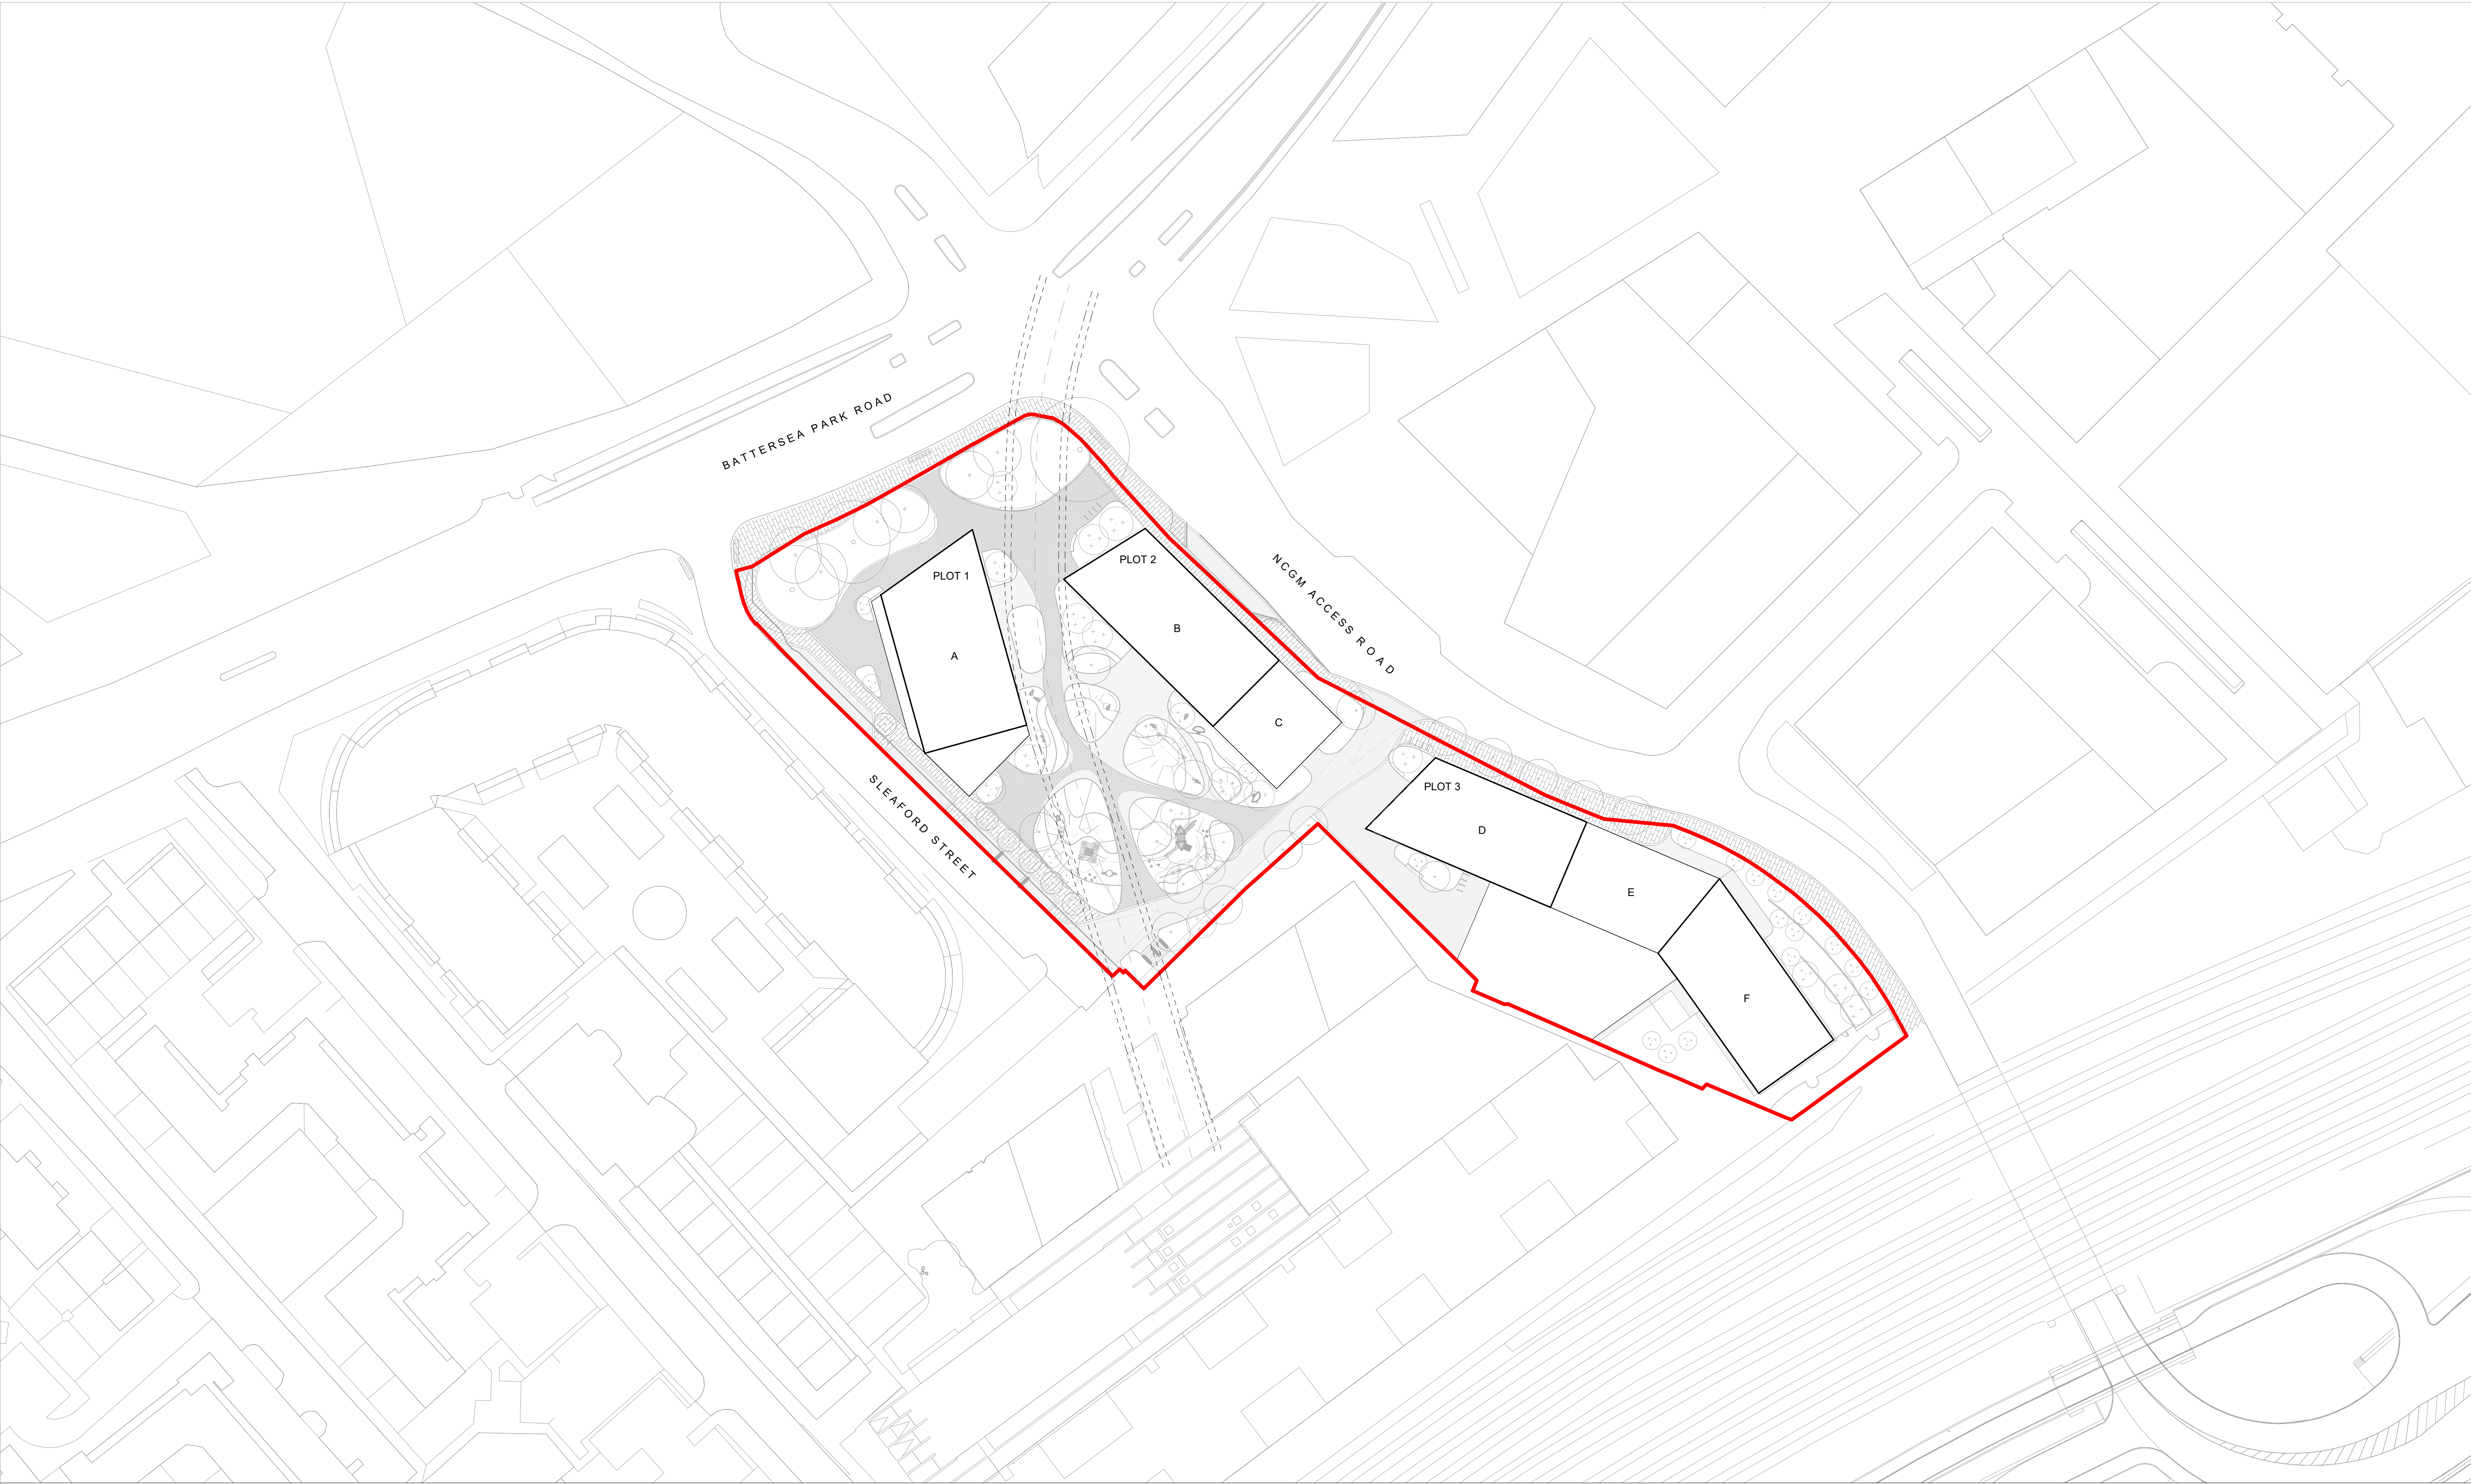 BATTERSEA PARK ROAD
PLOT 1
A
PLOT 2
B
C
NCGM ACCESS ROAD
SLEAFORD STREET
PLOT 3
D
E
F